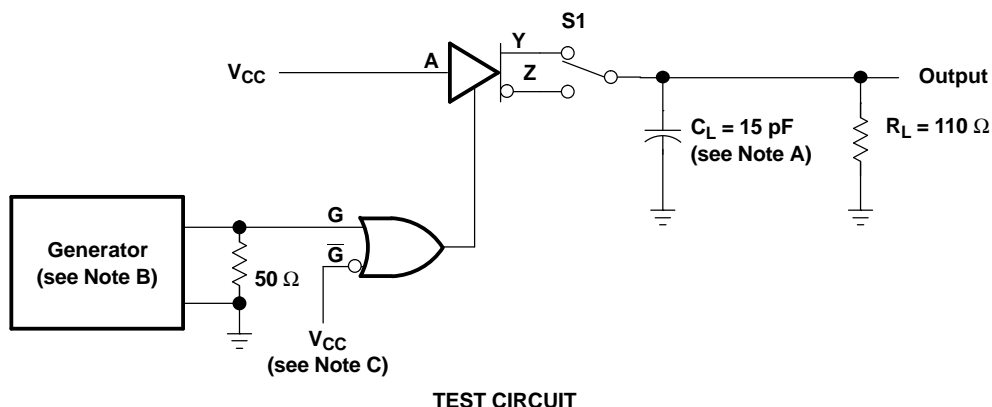 S1
Y
A
Z
VCC
Output
CL = 15 pF
(see Note A)
RL = 110 Ω
G
G̅
Generator
(see Note B)
50 Ω
VCC
(see Note C)
TEST CIRCUIT